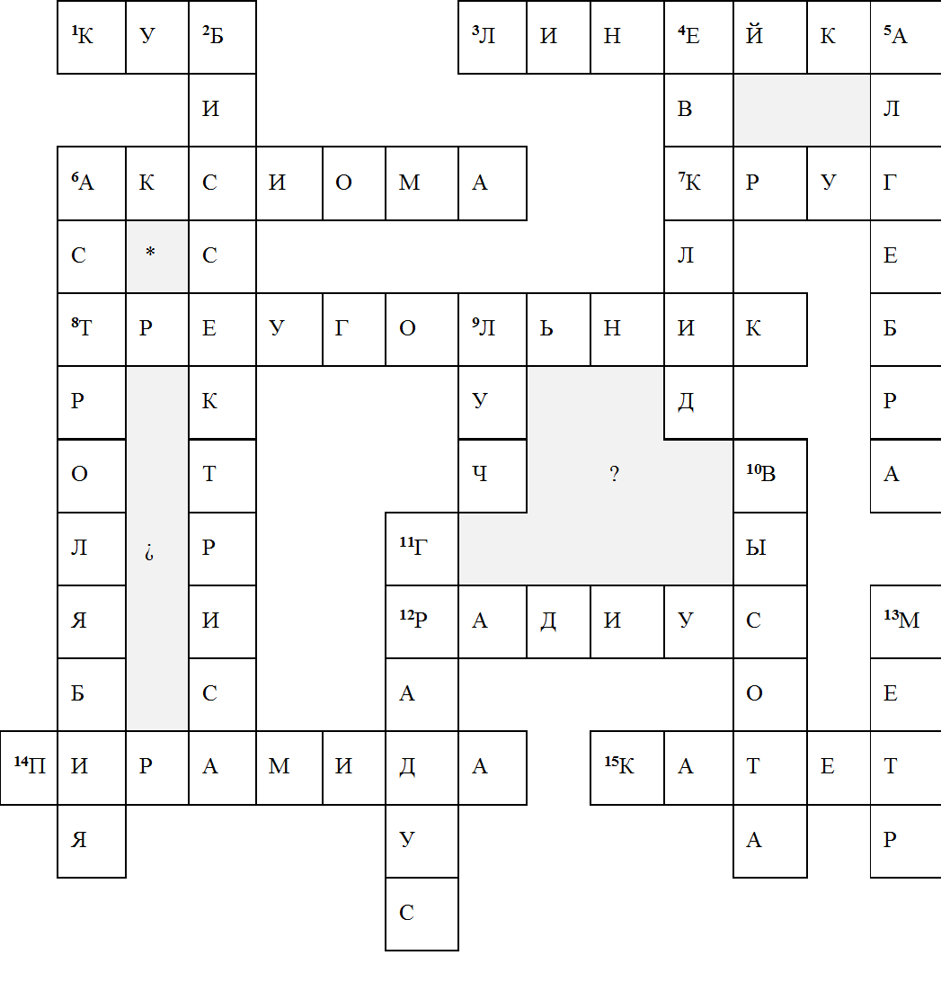 1К У 2Б 3Л И Н 4Е Й К 5А
И В Л
6А К С И О М А 7К Р У Г
С * С Л Е
8Т Р Е У Г О 9Л Ь Н И К Б
Р К У Д Р
О Т Ч ? 10В А
Л ¿ Р 11Г Ы
Я И 12Р А Д И У С 13М
Б С А О Е
14П И Р А М И Д А 15К А Т Е Т
Я У А Р
С